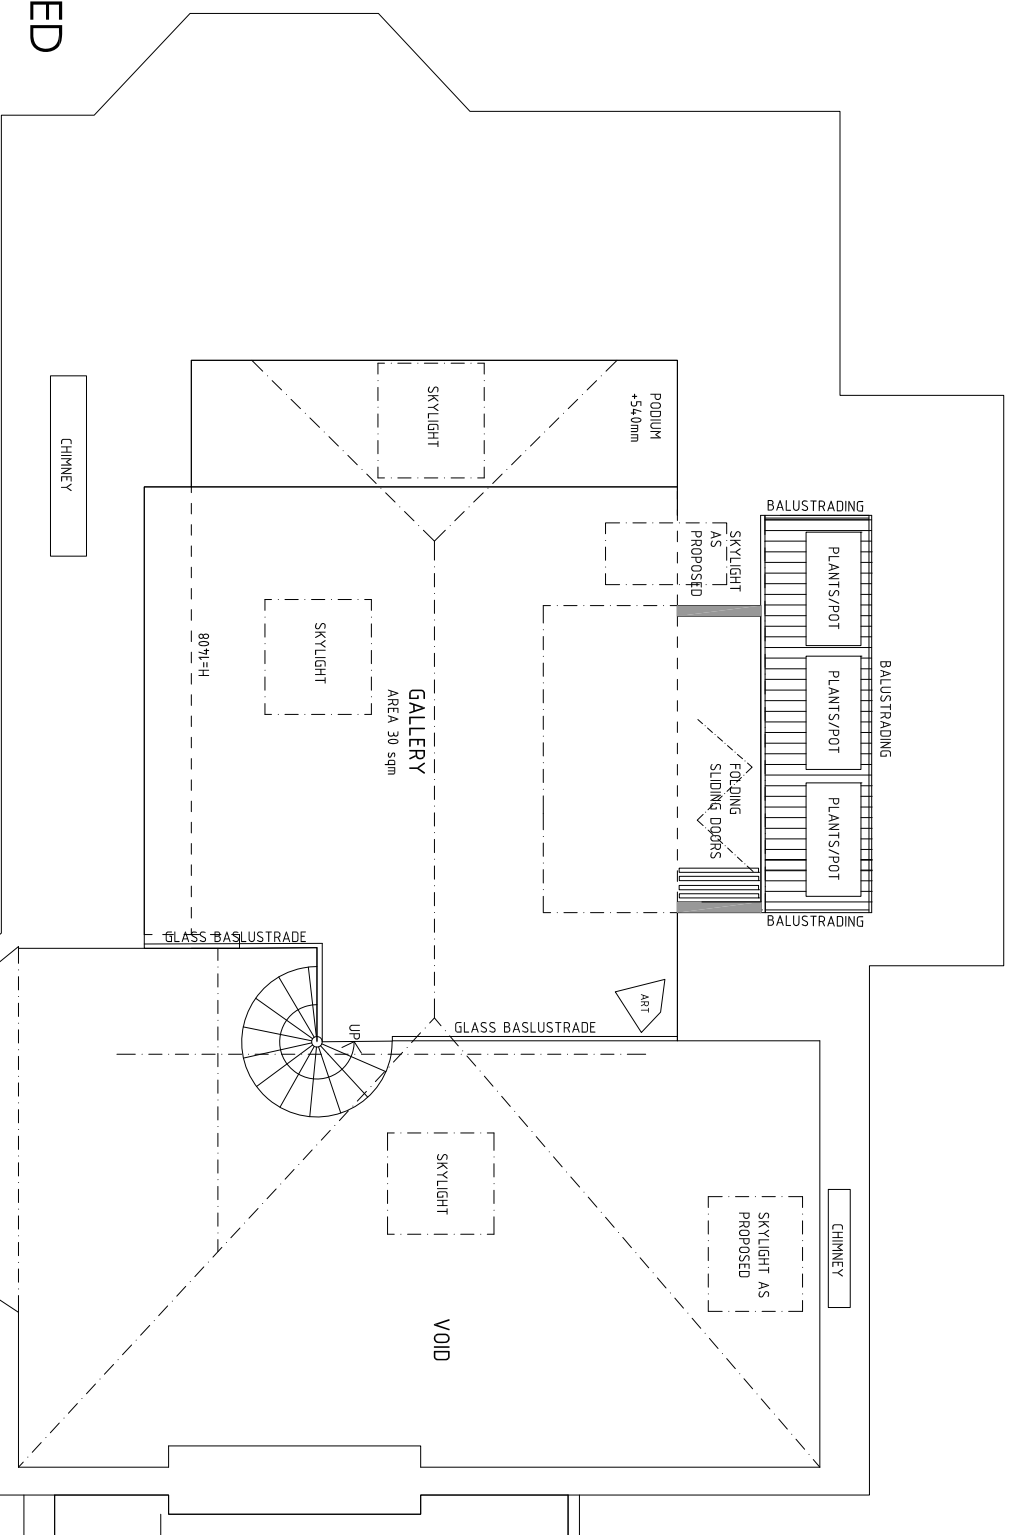 ED
CHIMNEY
SKYLIGHT
PODIUM
+540mm
BALUSTRADING
SKYLIGHT
AS
PROPOSED
PLANTS/POT
PLANTS/POT
PLANTS/POT
BALUSTRADING
H=1408
SKYLIGHT
GALLERY
AREA 30 sqm
FOLDING
SLIDING DOORS
BALUSTRADING
GLASS BASLUSTRADE
ART
GLASS BASLUSTRADE
UP
SKYLIGHT
SKYLIGHT AS
PROPOSED
CHIMNEY
VOID